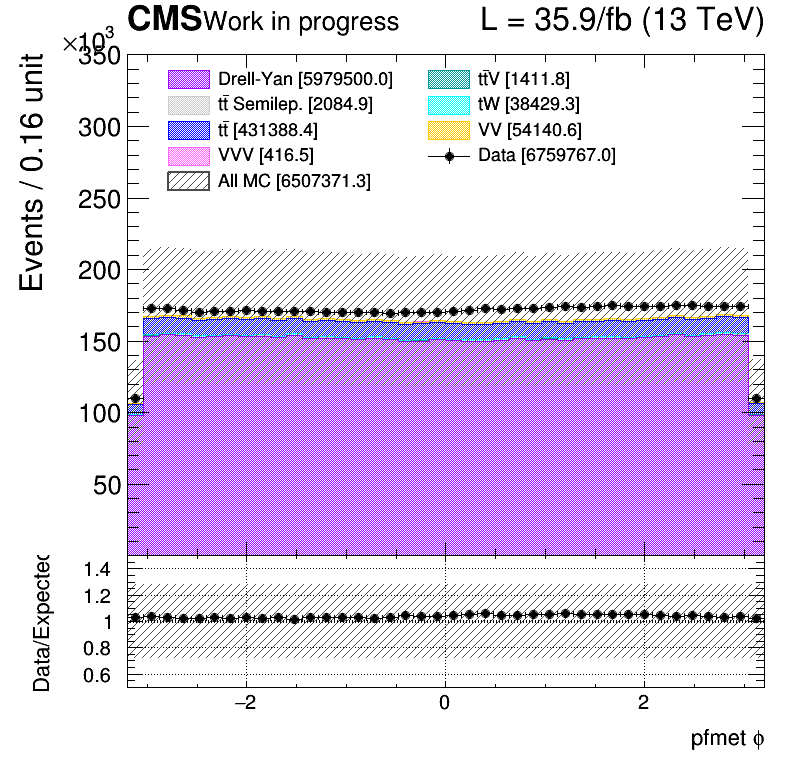 CMS Work in progress L = 35.9/fb (13 TeV)
×10³
Events / 0.16 unit
350
300
250
200
150
100
50
Drell-Yan [5979500.0]
tt̄V [1411.8]
tt̄ Semilep. [2084.9]
tW [38429.3]
tt̄ [431388.4]
VV [54140.6]
VVV [416.5]
Data [6759767.0]
All MC [6507371.3]
Data/Expected
1.4
1.2
1
0.8
0.6
−2 0 2
pfmet ϕ